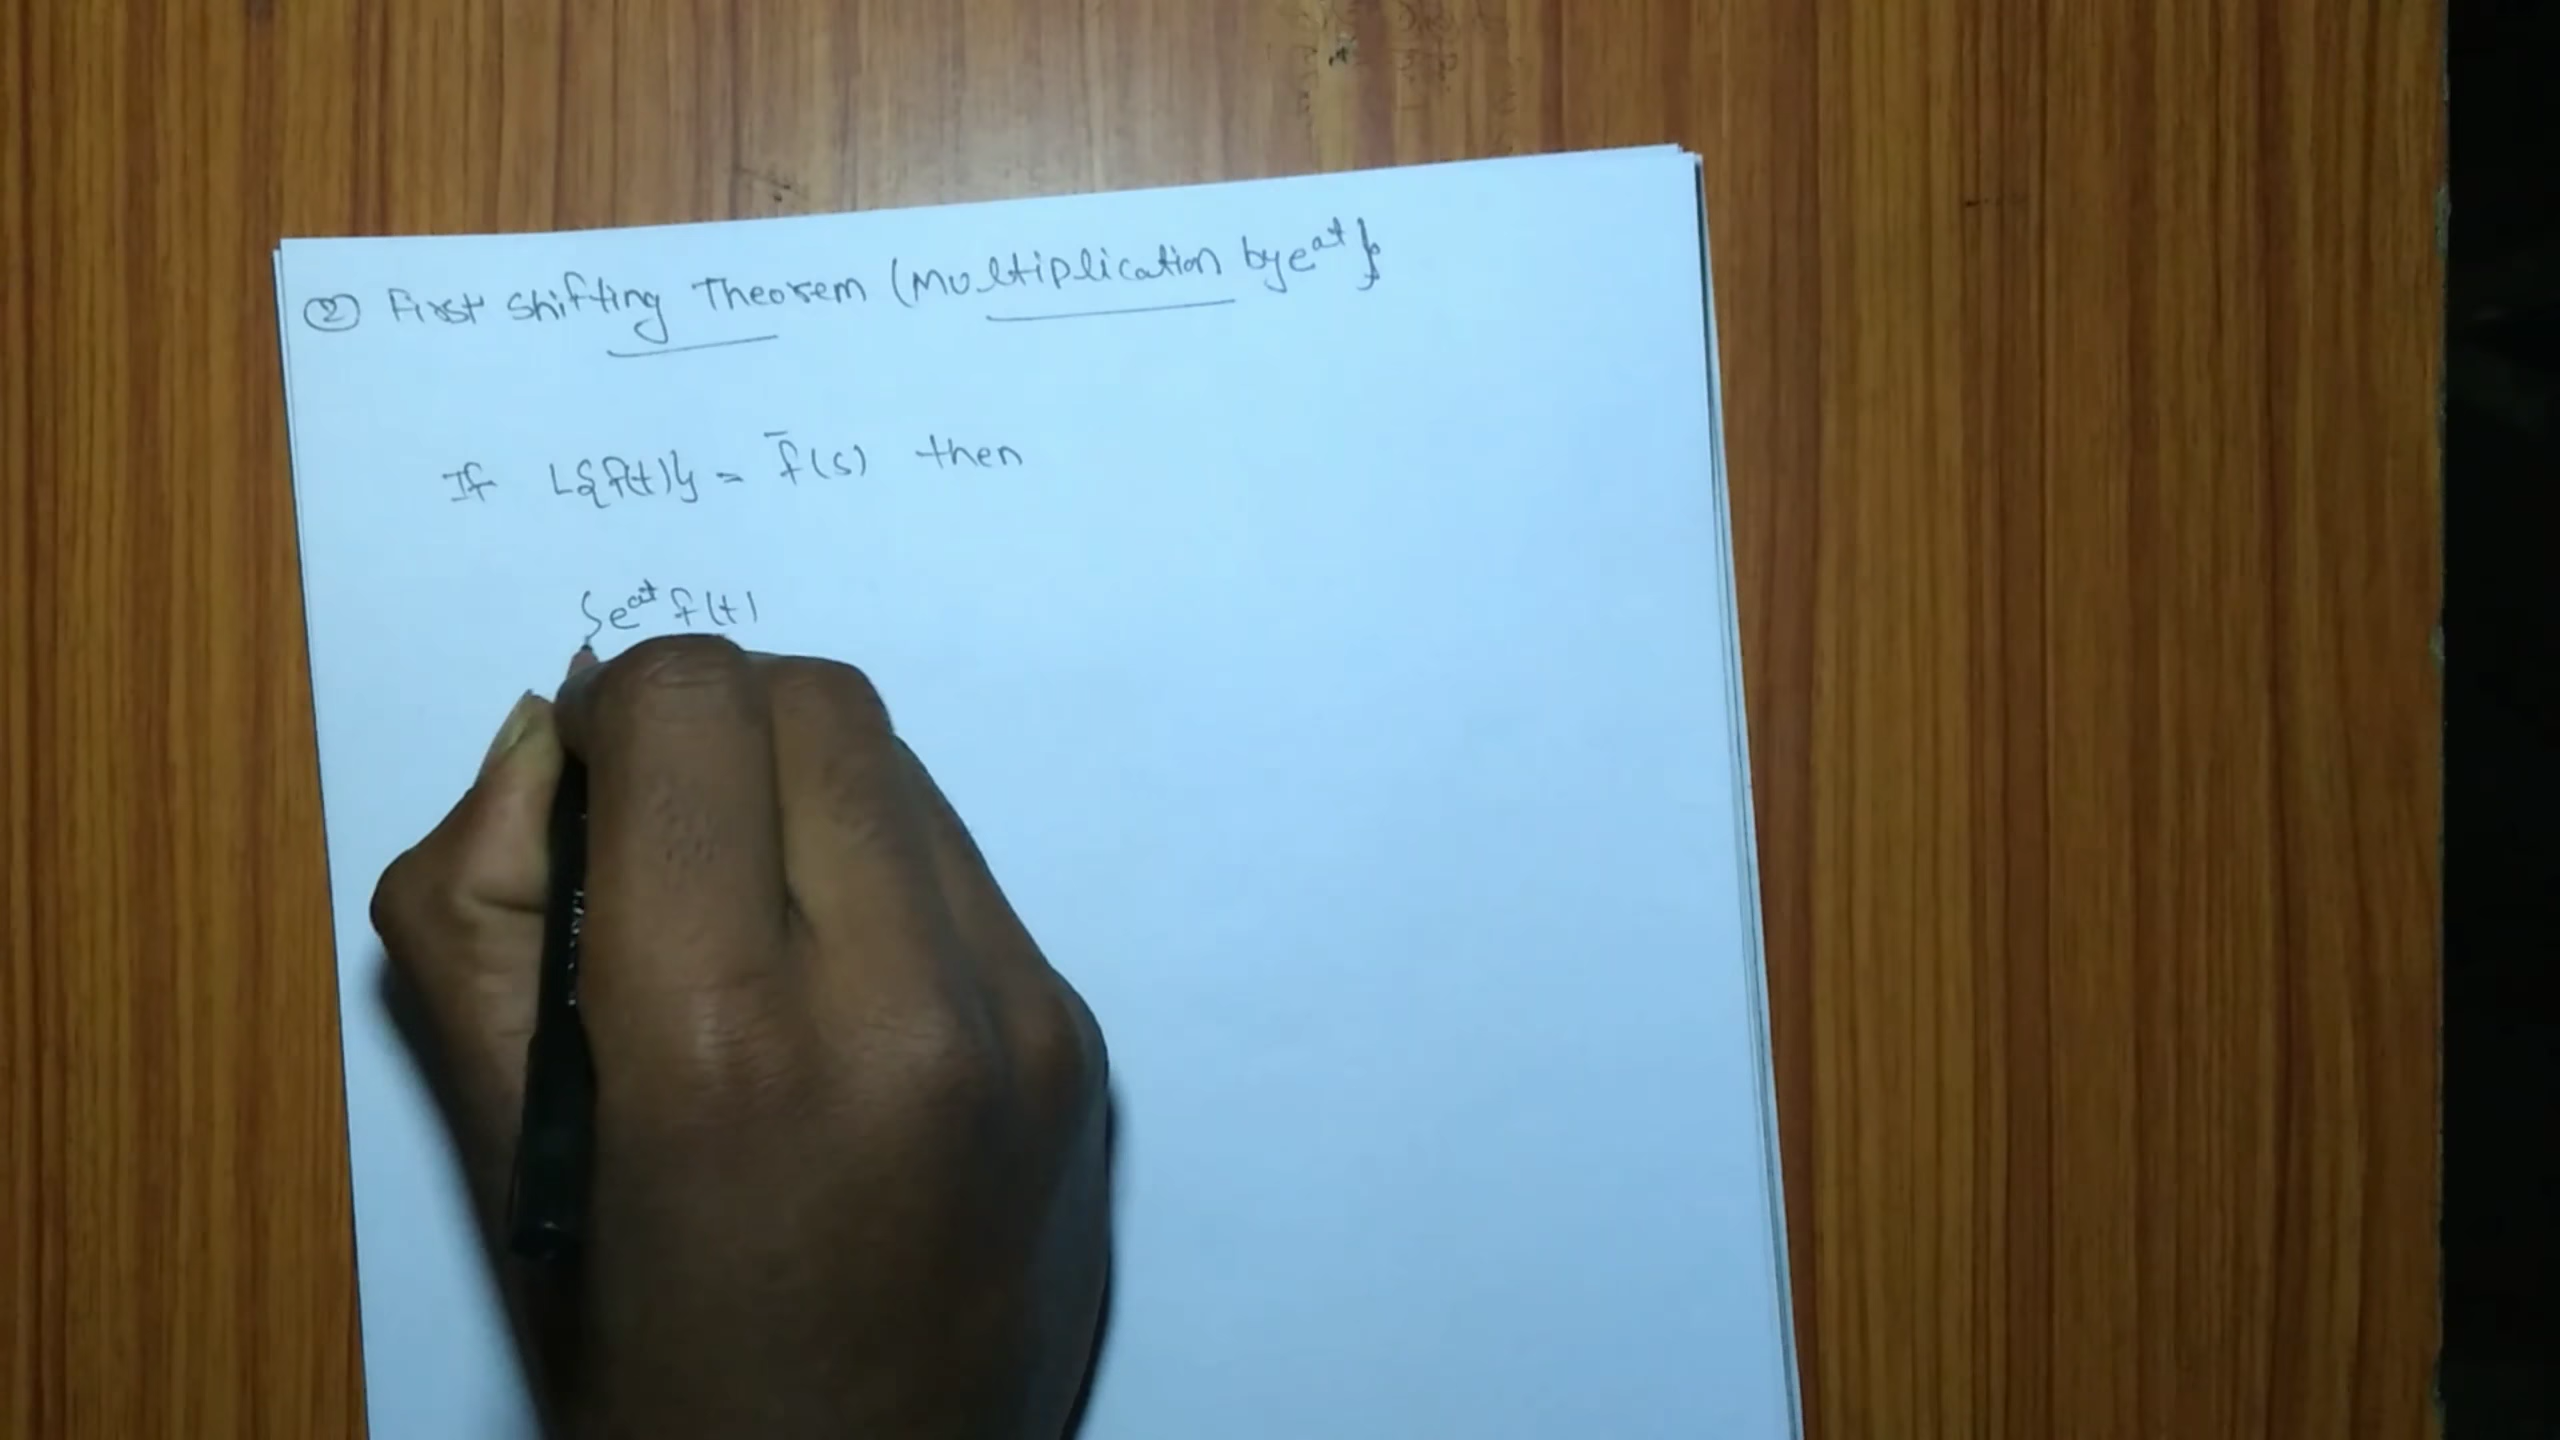 ② First Shifting Theorem (Multiplication by e^{at}}
If L{f(t)} = f̄(s) then
{e^{at} f(t)